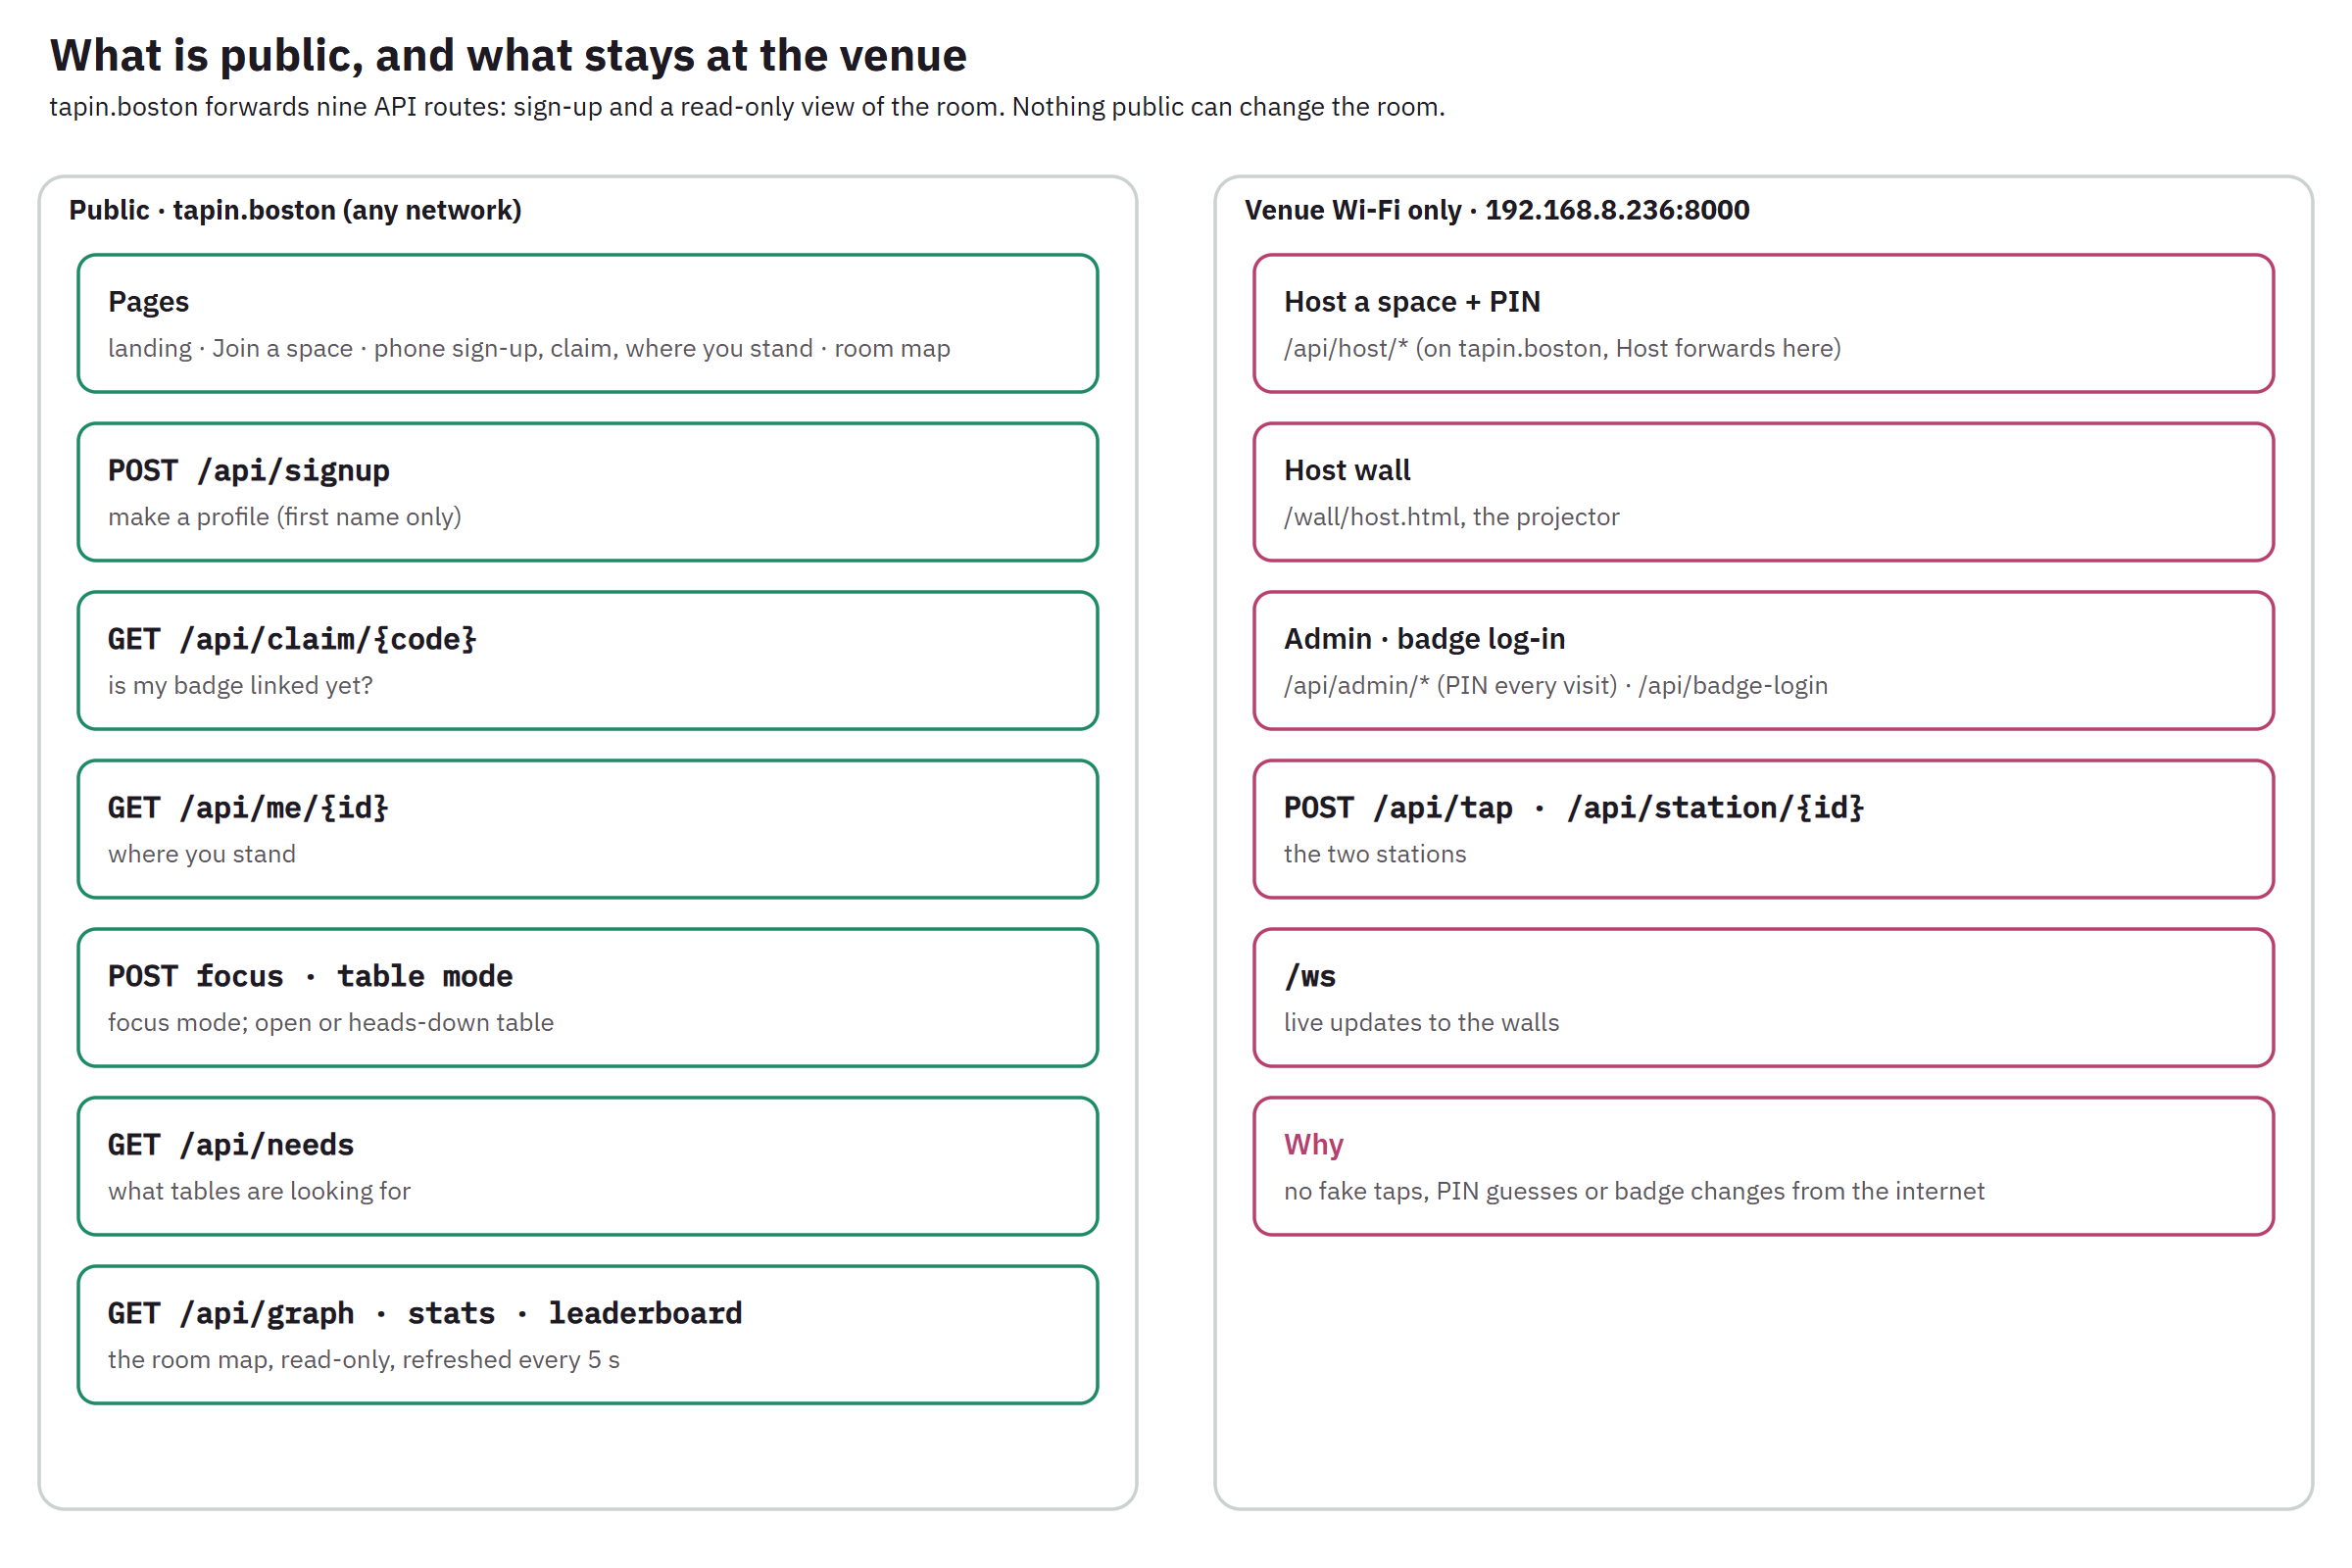 What is public, and what stays at the venue
tapin.boston forwards nine API routes: sign-up and a read-only view of the room. Nothing public can change the room.
Public · tapin.boston (any network)
Pages
landing · Join a space · phone sign-up, claim, where you stand · room map
POST /api/signup
make a profile (first name only)
GET /api/claim/{code}
is my badge linked yet?
GET /api/me/{id}
where you stand
POST focus · table mode
focus mode; open or heads-down table
GET /api/needs
what tables are looking for
GET /api/graph · stats · leaderboard
the room map, read-only, refreshed every 5 s
Venue Wi-Fi only · 192.168.8.236:8000
Host a space + PIN
/api/host/* (on tapin.boston, Host forwards here)
Host wall
/wall/host.html, the projector
Admin · badge log-in
/api/admin/* (PIN every visit) · /api/badge-login
POST /api/tap · /api/station/{id}
the two stations
/ws
live updates to the walls
Why
no fake taps, PIN guesses or badge changes from the internet